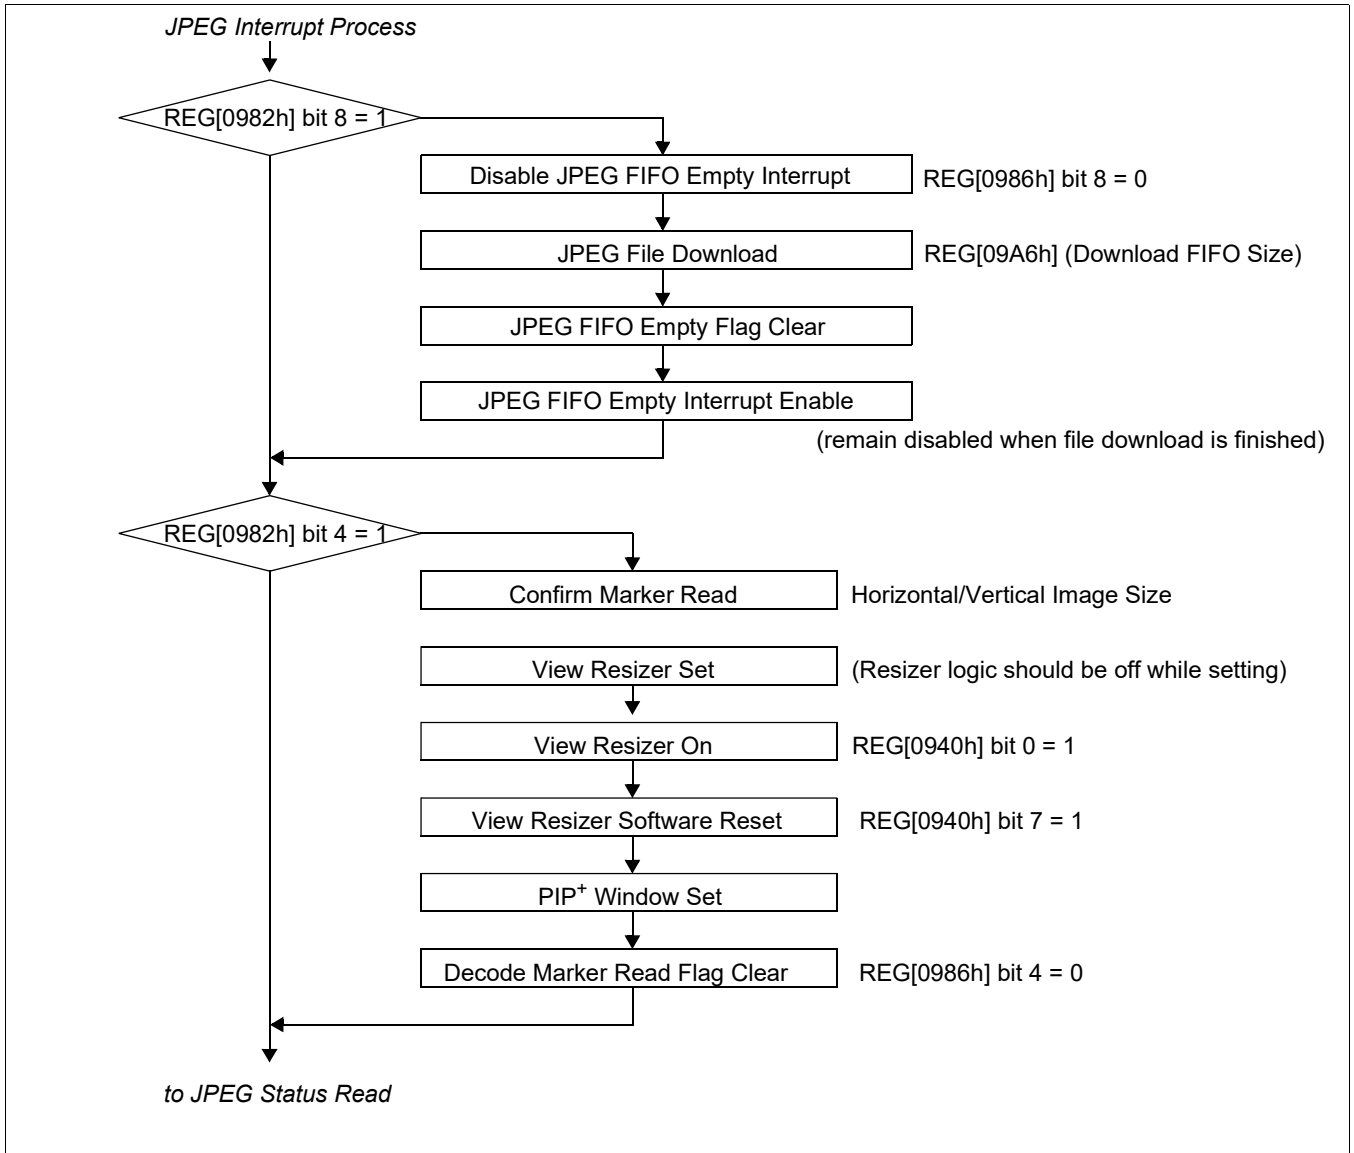 JPEG Interrupt Process
REG[0982h] bit 8 = 1
Disable JPEG FIFO Empty Interrupt
REG[0986h] bit 8 = 0
JPEG File Download
REG[09A6h] (Download FIFO Size)
JPEG FIFO Empty Flag Clear
JPEG FIFO Empty Interrupt Enable
(remain disabled when file download is finished)
REG[0982h] bit 4 = 1
Confirm Marker Read
Horizontal/Vertical Image Size
View Resizer Set
(Resizer logic should be off while setting)
View Resizer On
REG[0940h] bit 0 = 1
View Resizer Software Reset
REG[0940h] bit 7 = 1
PIP+ Window Set
Decode Marker Read Flag Clear
REG[0986h] bit 4 = 0
to JPEG Status Read